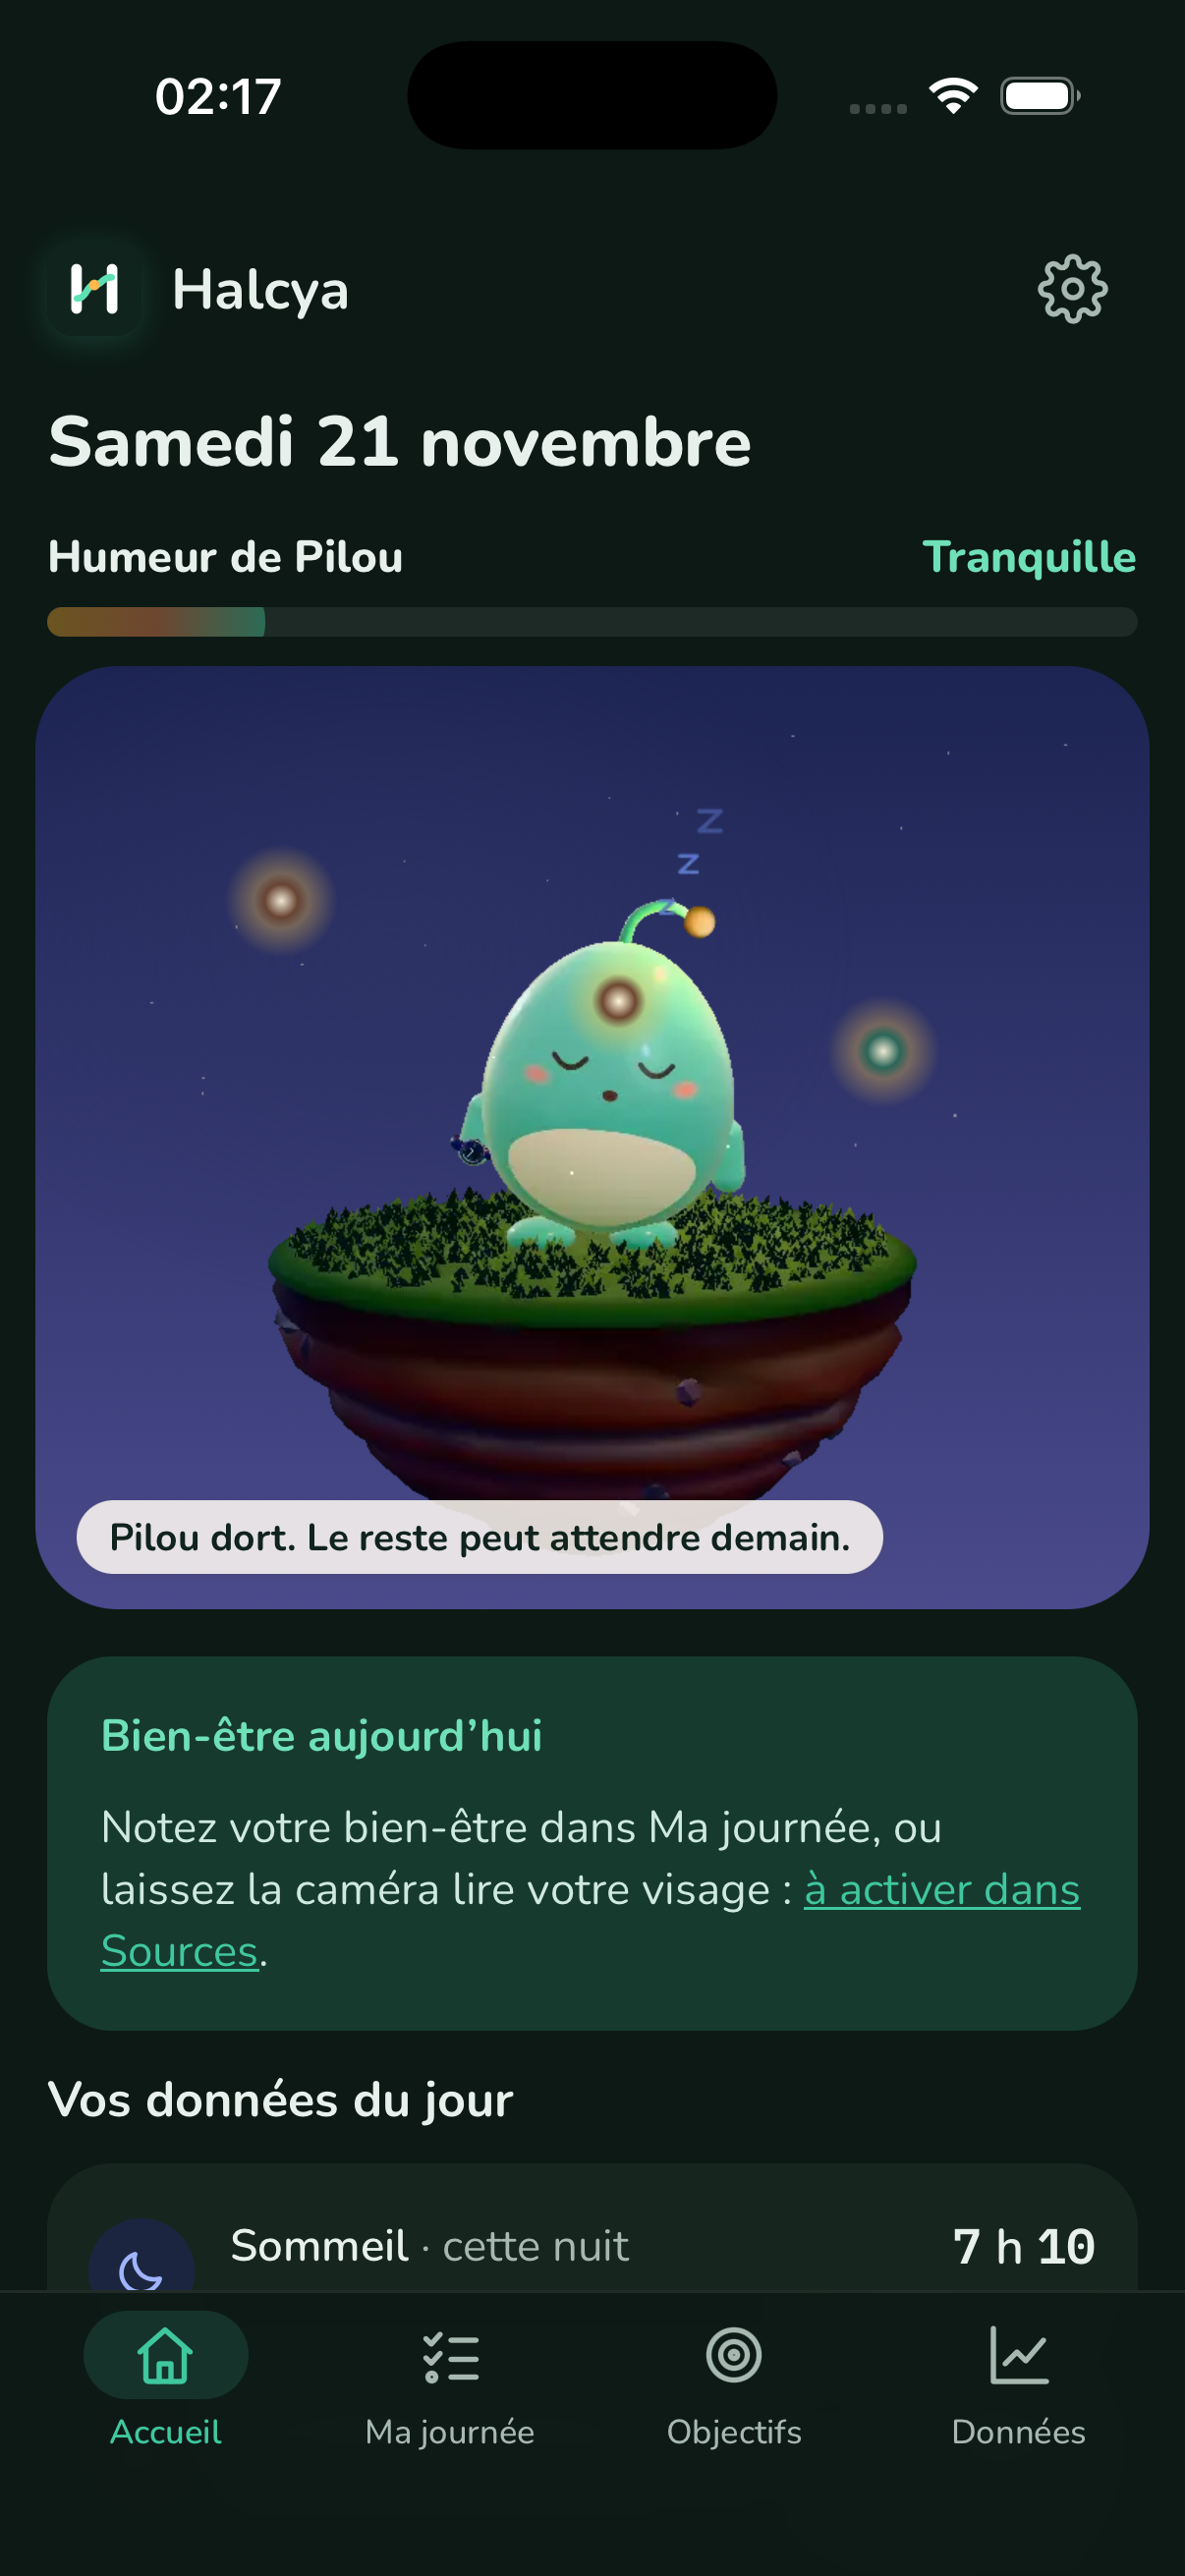 02:17
Halcya
Samedi 21 novembre
Humeur de Pilou
Tranquille
z
z
z
Pilou dort. Le reste peut attendre demain.
Bien-être aujourd’hui
Notez votre bien-être dans Ma journée, ou
laissez la caméra lire votre visage : à activer dans
Sources.
Vos données du jour
Sommeil · cette nuit
7 h 10
Accueil
Ma journée
Objectifs
Données